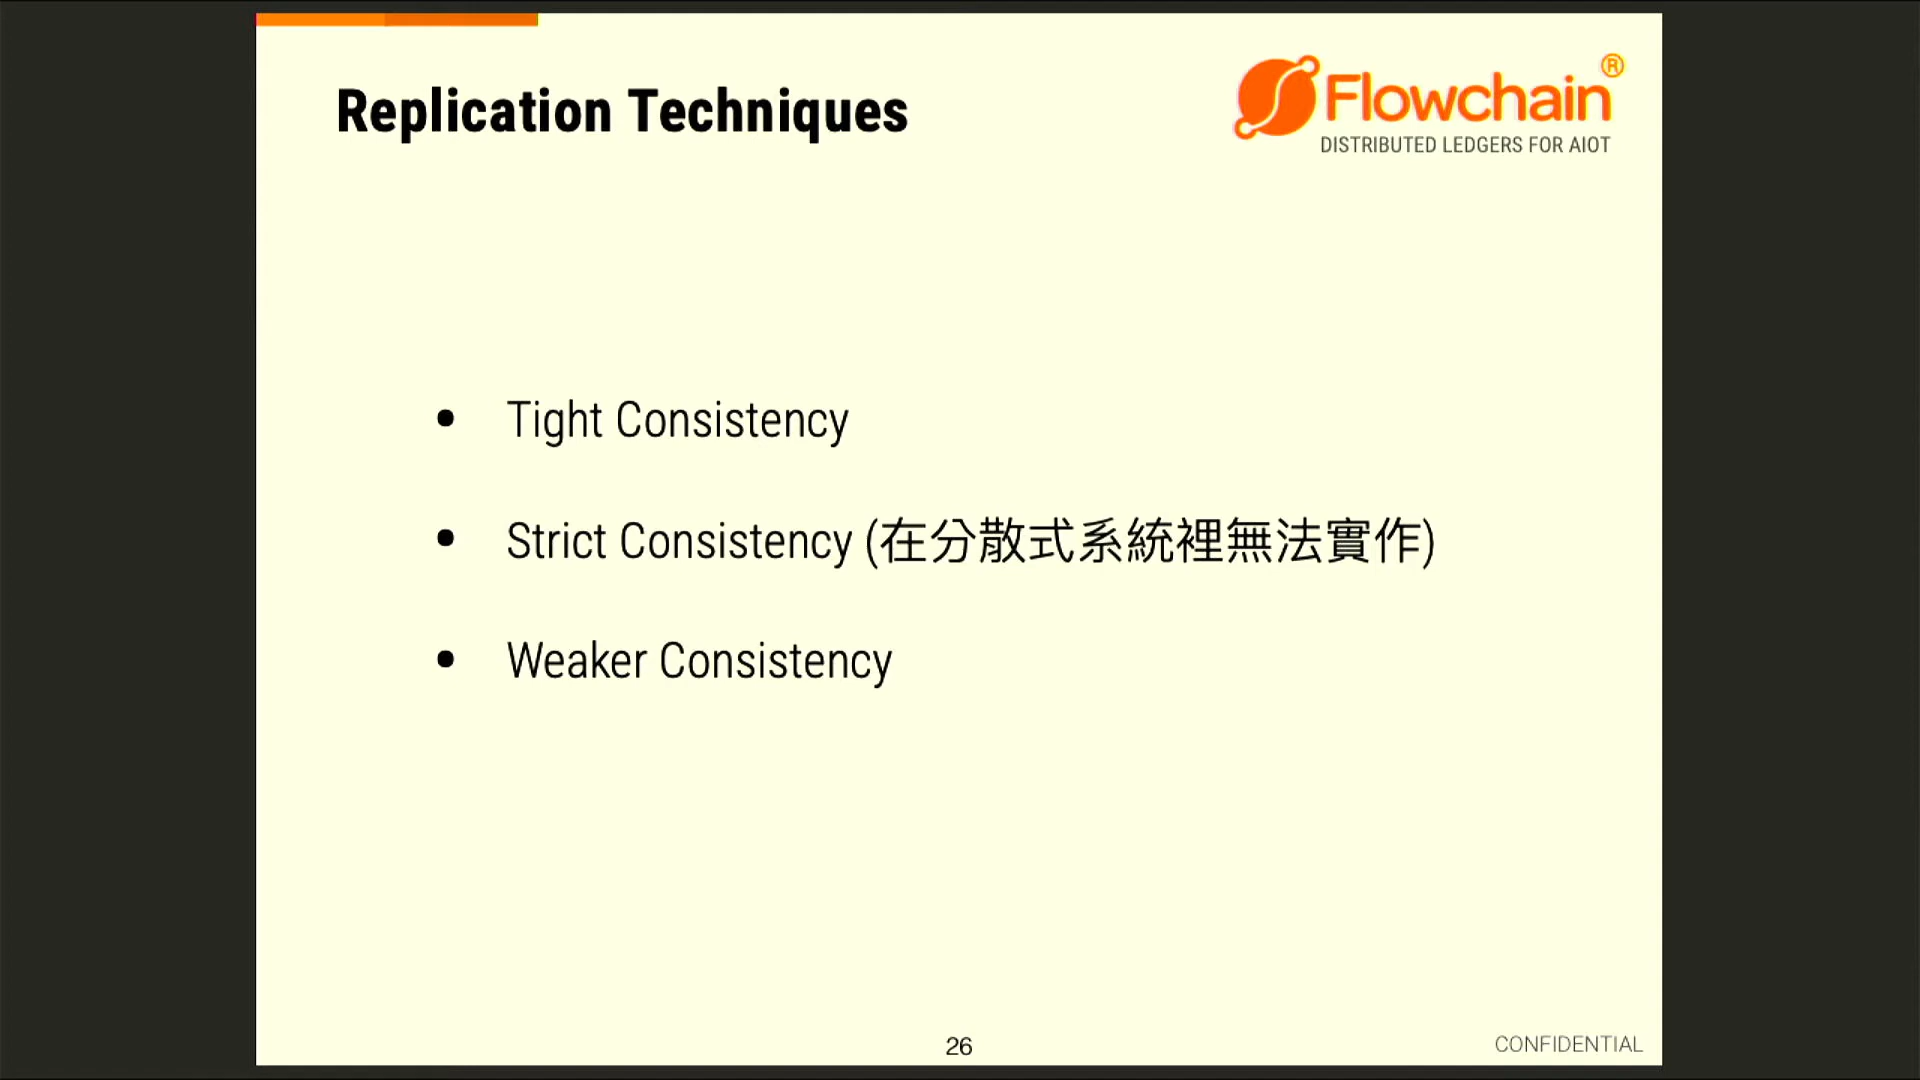 Replication Techniques
Flowchain®
DISTRIBUTED LEDGERS FOR AIOT
• Tight Consistency
• Strict Consistency (在分散式系統裡無法實作)
• Weaker Consistency
26
CONFIDENTIAL